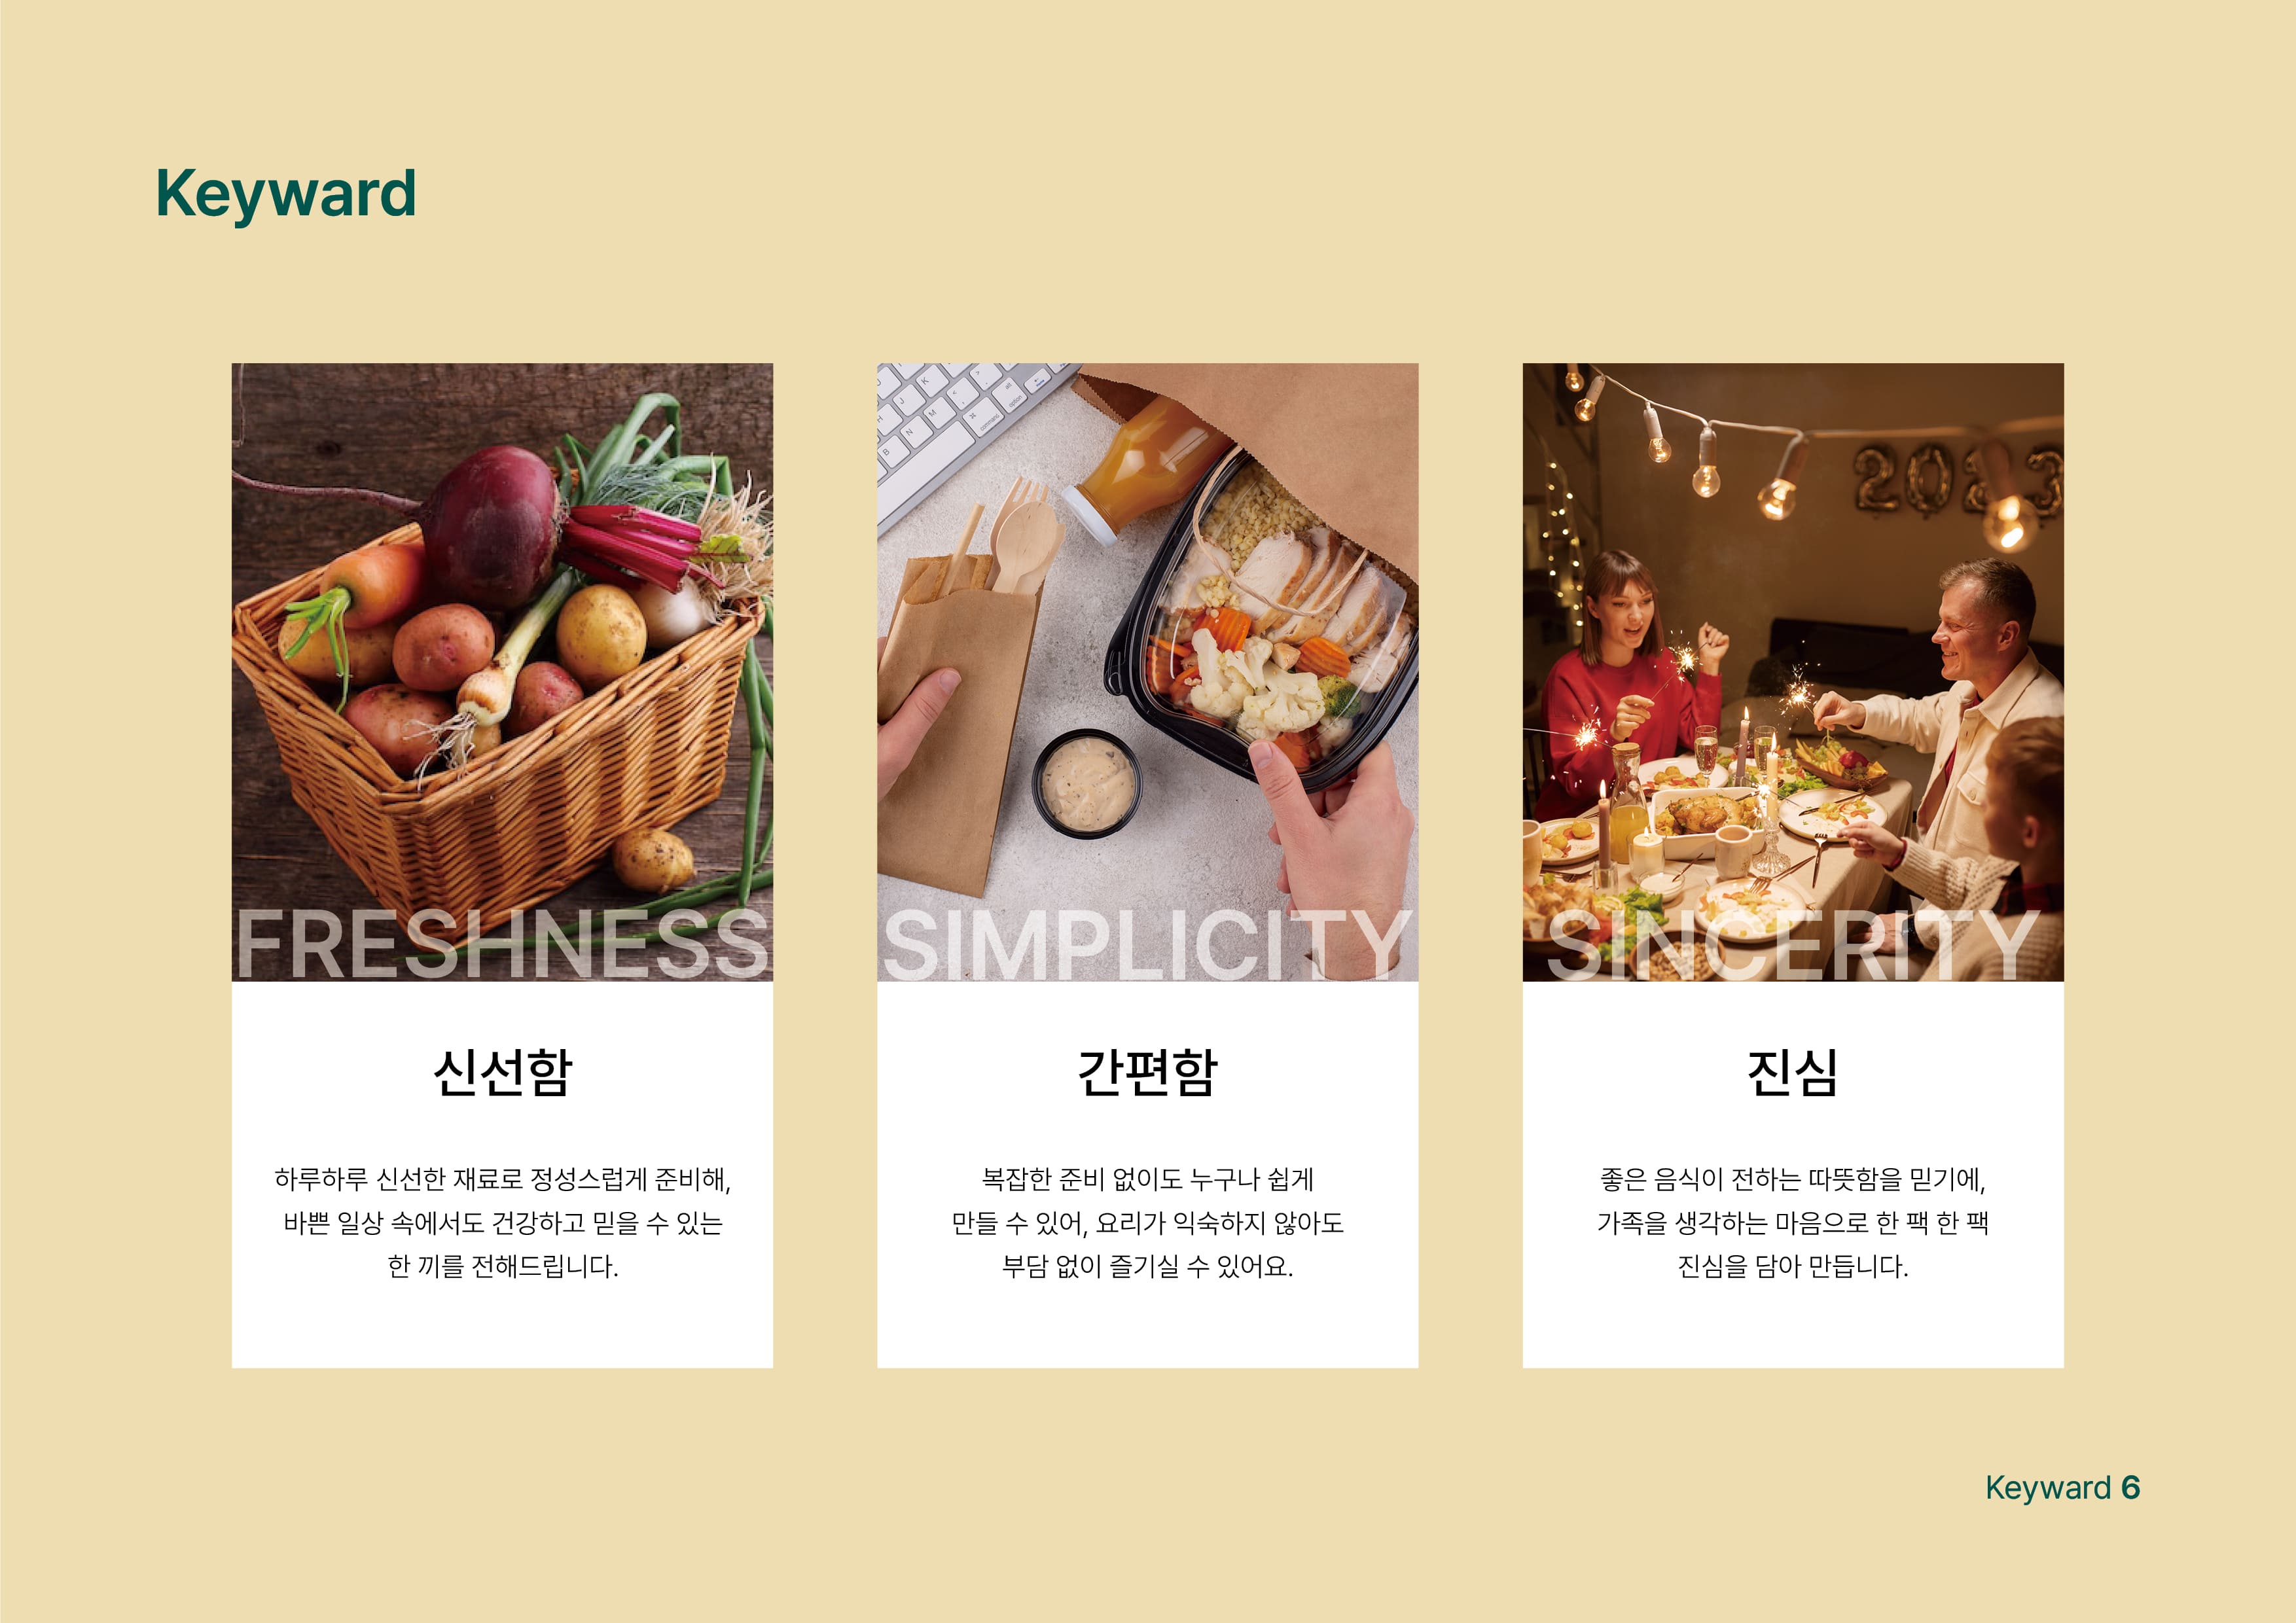 Keyward
2023
FRESHNESS
신선함
하루하루 신선한 재료로 정성스럽게 준비해,
바쁜 일상 속에서도 건강하고 믿을 수 있는
한 끼를 전해드립니다.
SIMPLICITY
간편함
복잡한 준비 없이도 누구나 쉽게
만들 수 있어, 요리가 익숙하지 않아도
부담 없이 즐기실 수 있어요.
SINCERITY
진심
좋은 음식이 전하는 따뜻함을 믿기에,
가족을 생각하는 마음으로 한 팩 한 팩
진심을 담아 만듭니다.
Keyward 6